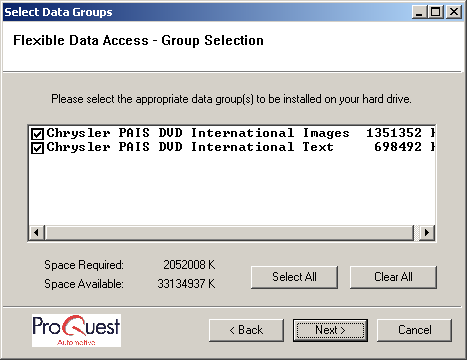 Select Data Groups
Flexible Data Access - Group Selection
Please select the appropriate data group(s) to be installed on your hard drive.
Chrysler PAIS DVD International Images 1351352 K
Chrysler PAIS DVD International Text 698492 K
Space Required: 2052008 K
Space Available: 33134937 K
Select All
Clear All
ProQuest
Automotive
< Back
Next >
Cancel